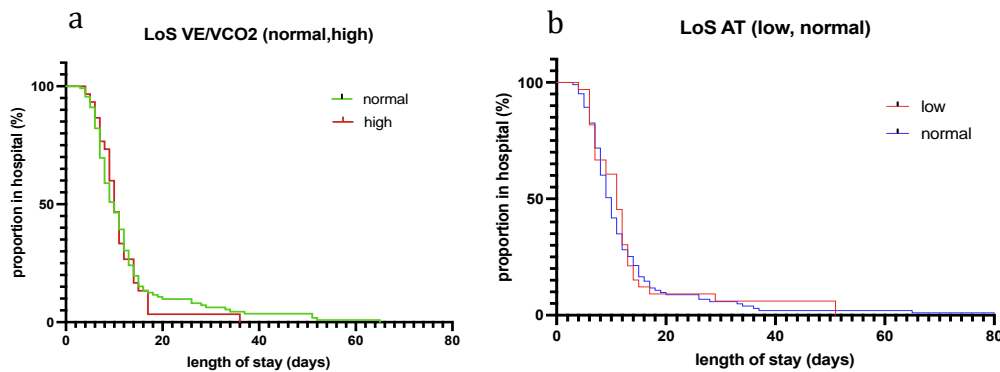 a
LoS VE/VCO2 (normal,high)
100
50
0
0 20 40 60 80
proportion in hospital (%)
length of stay (days)
normal
high
b
LoS AT (low, normal)
100
50
0
0 20 40 60 80
proportion in hospital (%)
length of stay (days)
low
normal